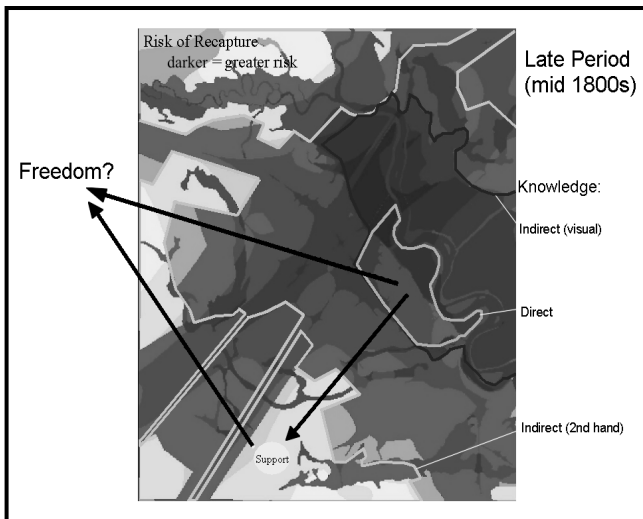 Risk of Recapture
darker = greater risk
Late Period
(mid 1800s)
Freedom?
Knowledge:
Indirect (visual)
Direct
Indirect (2nd hand)
Support